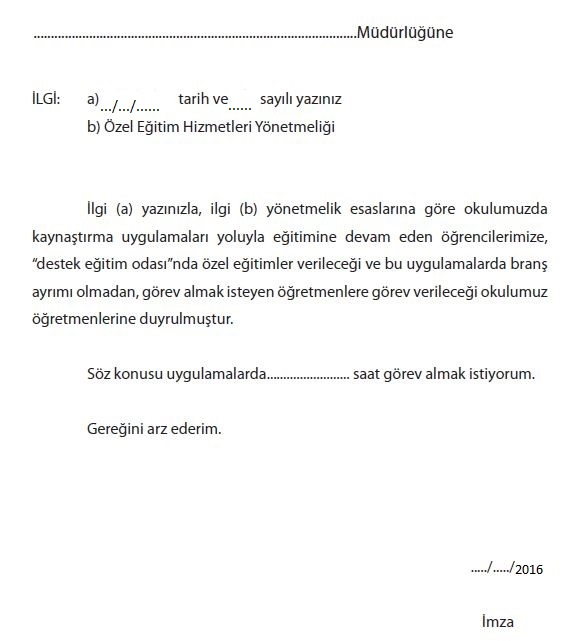 ..............................................................................................Müdürlüğüne
İLGİ: a) .../.../...... tarih ve...... sayılı yazınız
b) Özel Eğitim Hizmetleri Yönetmeliği
İlgi (a) yazınızla, ilgi (b) yönetmelik esaslarına göre okulumuzda
kaynaştırma uygulamaları yoluyla eğitimine devam eden öğrencilerimize,
“destek eğitim odası”nda özel eğitimler verileceği ve bu uygulamalarda branş
ayrımı olmadan, görev almak isteyen öğretmenlere görev verileceği okulumuz
öğretmenlerine duyrulmuştur.
Söz konusu uygulamalarda.......................... saat görev almak istiyorum.
Gereğini arz ederim.
...../...../2016
İmza